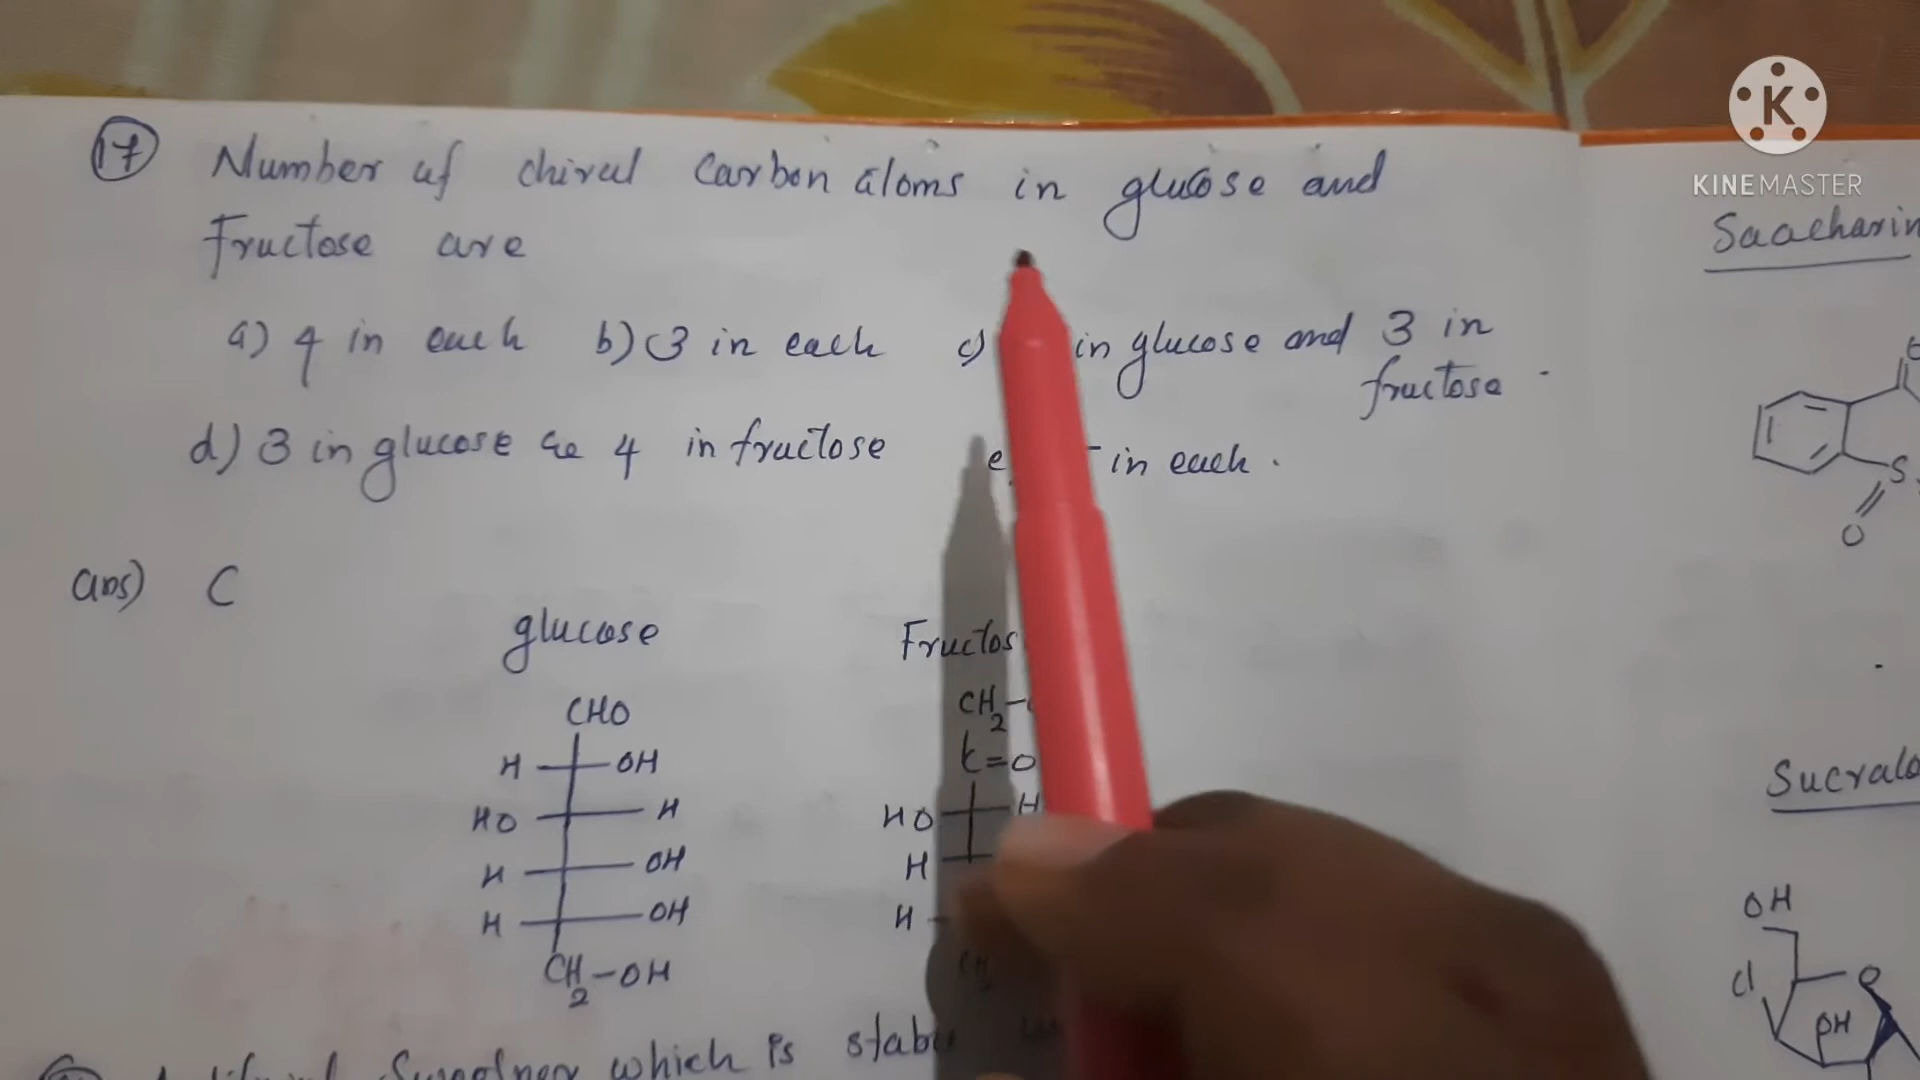 17 Number of chiral carbon atoms in glucose and
Fructose are
a) 4 in each b) 3 in each c) in glucose and 3 in
fructose
d) 3 in glucose & 4 in fructose e in each.
ans) C
glucose
CHO
H OH
HO H
H OH
H OH
CH2-OH
Fructos
CH2-
C=O
HO H
H
H
which is
KINEMASTER
Saacharin
S
O
Sucralo
OH
Cl O
OH